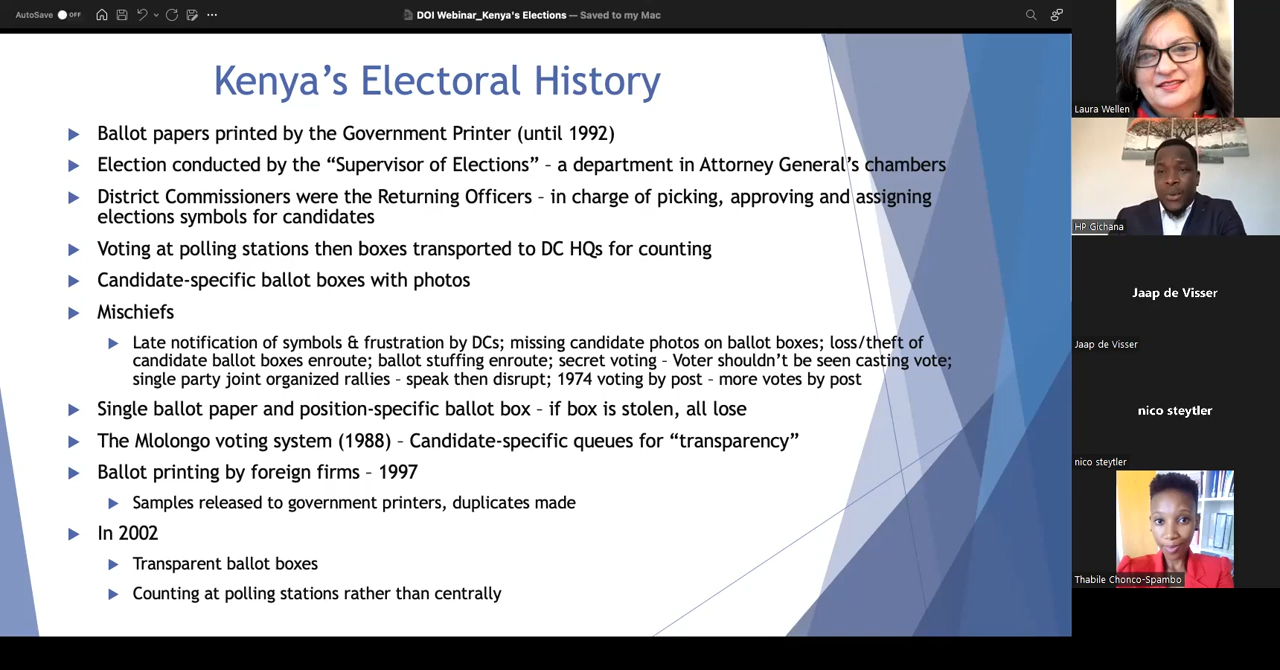 AutoSave OFF
DOI Webinar_Kenya's Elections — Saved to my Mac
Kenya's Electoral History
Ballot papers printed by the Government Printer (until 1992)
Election conducted by the “Supervisor of Elections” – a department in Attorney General's chambers
District Commissioners were the Returning Officers – in charge of picking, approving and assigning
elections symbols for candidates
Voting at polling stations then boxes transported to DC HQs for counting
Candidate-specific ballot boxes with photos
Mischiefs
Late notification of symbols & frustration by DCs; missing candidate photos on ballot boxes; loss/theft of
candidate ballot boxes enroute; ballot stuffing enroute; secret voting – Voter shouldn't be seen casting vote;
single party joint organized rallies – speak then disrupt; 1974 voting by post – more votes by post
Single ballot paper and position-specific ballot box – if box is stolen, all lose
The Mlolongo voting system (1988) – Candidate-specific queues for “transparency”
Ballot printing by foreign firms – 1997
Samples released to government printers, duplicates made
In 2002
Transparent ballot boxes
Counting at polling stations rather than centrally
Laura Wellen
HP Gichana
Jaap de Visser
Jaap de Visser
nico steytler
nico steytler
Thabile Chonco-Spambo